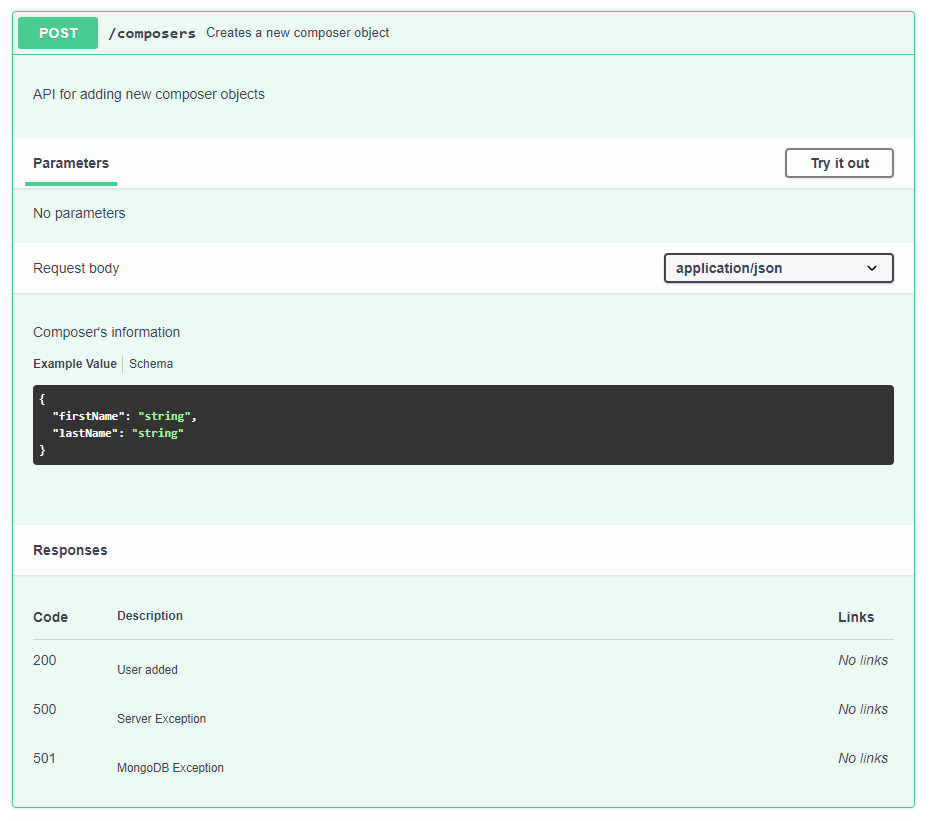 POST /composers Creates a new composer object
API for adding new composer objects
Parameters Try it out
No parameters
Request body application/json
Composer's information
Example Value Schema
{
"firstName": "string",
"lastName": "string"
}
Responses
Code Description Links
200 User added No links
500 Server Exception No links
501 MongoDB Exception No links